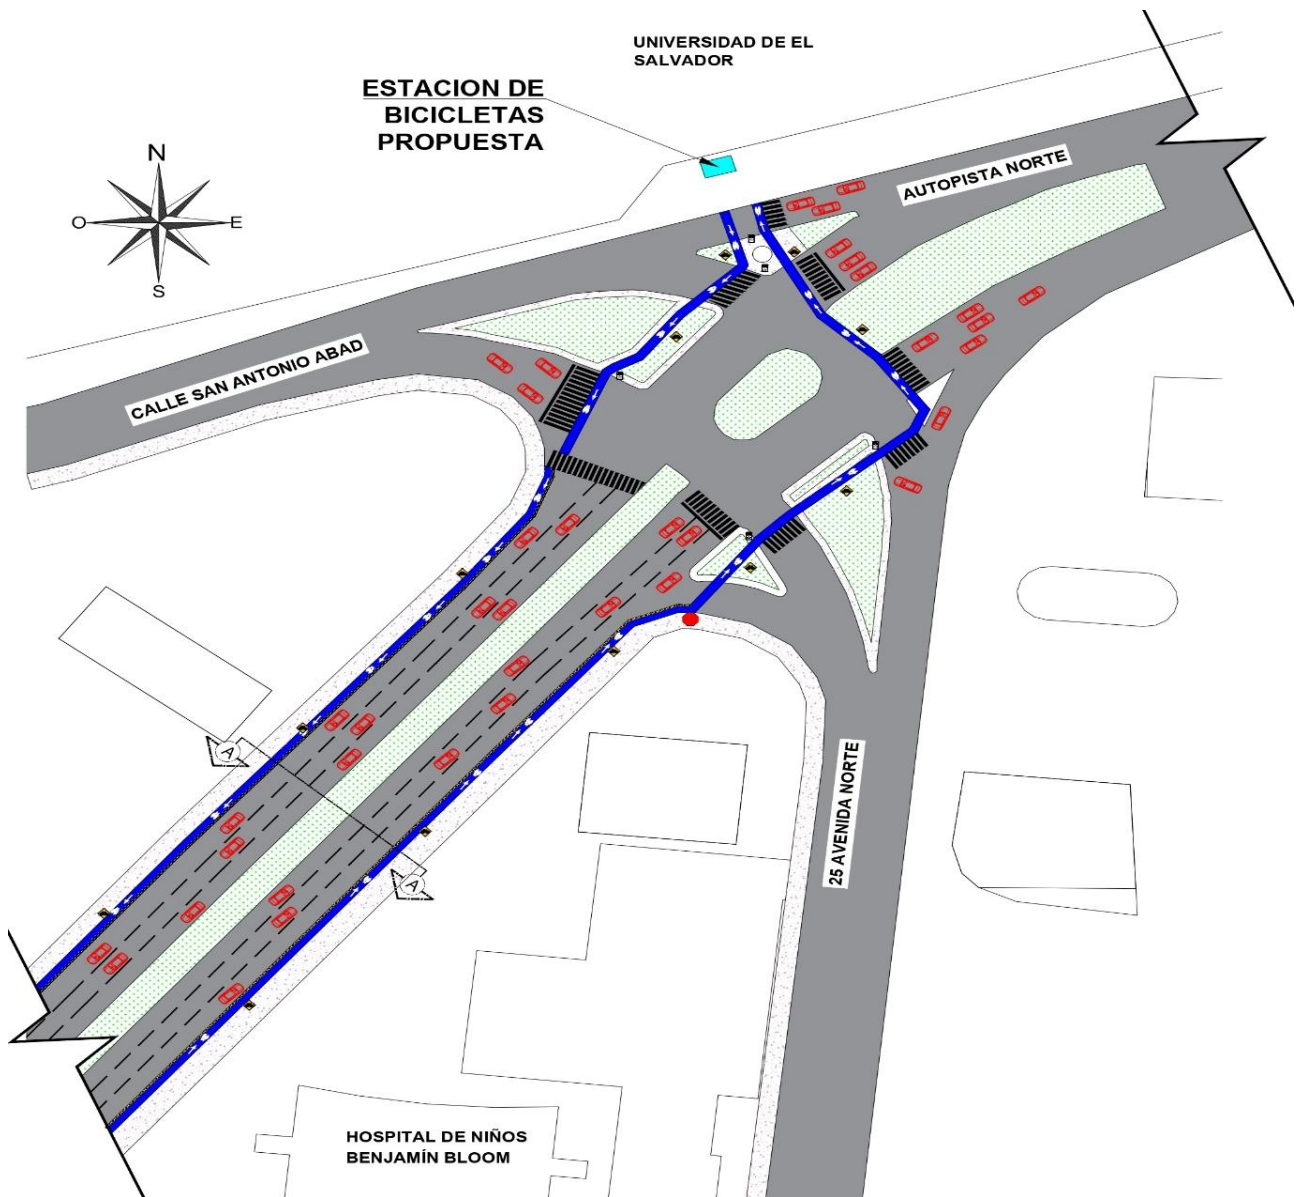 UNIVERSIDAD DE EL
SALVADOR
ESTACION DE
BICICLETAS
PROPUESTA
N
O
E
S
AUTOPISTA NORTE
CALLE SAN ANTONIO ABAD
A
A
25 AVENIDA NORTE
HOSPITAL DE NIÑOS
BENJAMÍN BLOOM